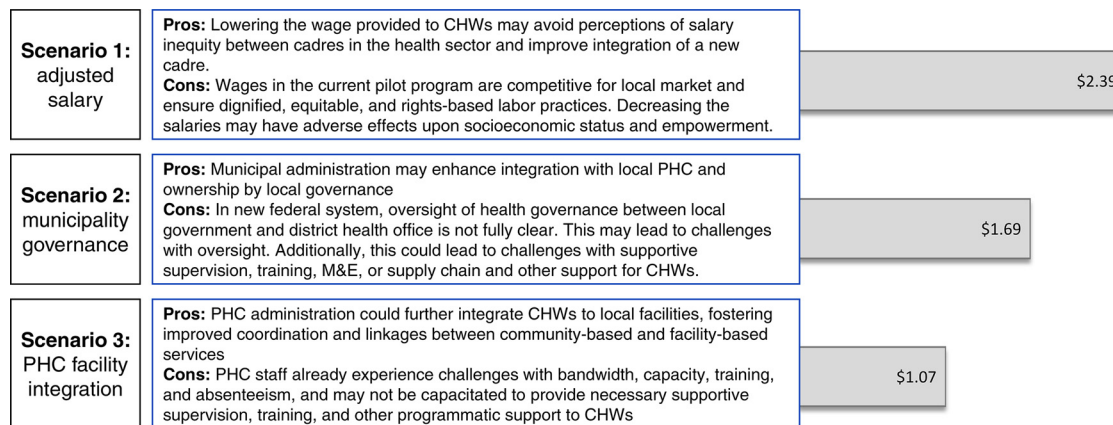 Scenario 1:
adjusted
salary
Pros: Lowering the wage provided to CHWs may avoid perceptions of salary
inequity between cadres in the health sector and improve integration of a new
cadre.
Cons: Wages in the current pilot program are competitive for local market and
ensure dignified, equitable, and rights-based labor practices. Decreasing the
salaries may have adverse effects upon socioeconomic status and empowerment.
$2.39
Scenario 2:
municipality
governance
Pros: Municipal administration may enhance integration with local PHC and
ownership by local governance
Cons: In new federal system, oversight of health governance between local
government and district health office is not fully clear. This may lead to challenges
with oversight. Additionally, this could lead to challenges with supportive
supervision, training, M&E, or supply chain and other support for CHWs.
$1.69
Scenario 3:
PHC facility
integration
Pros: PHC administration could further integrate CHWs to local facilities, fostering
improved coordination and linkages between community-based and facility-based
services
Cons: PHC staff already experience challenges with bandwidth, capacity, training,
and absenteeism, and may not be capacitated to provide necessary supportive
supervision, training, and other programmatic support to CHWs
$1.07